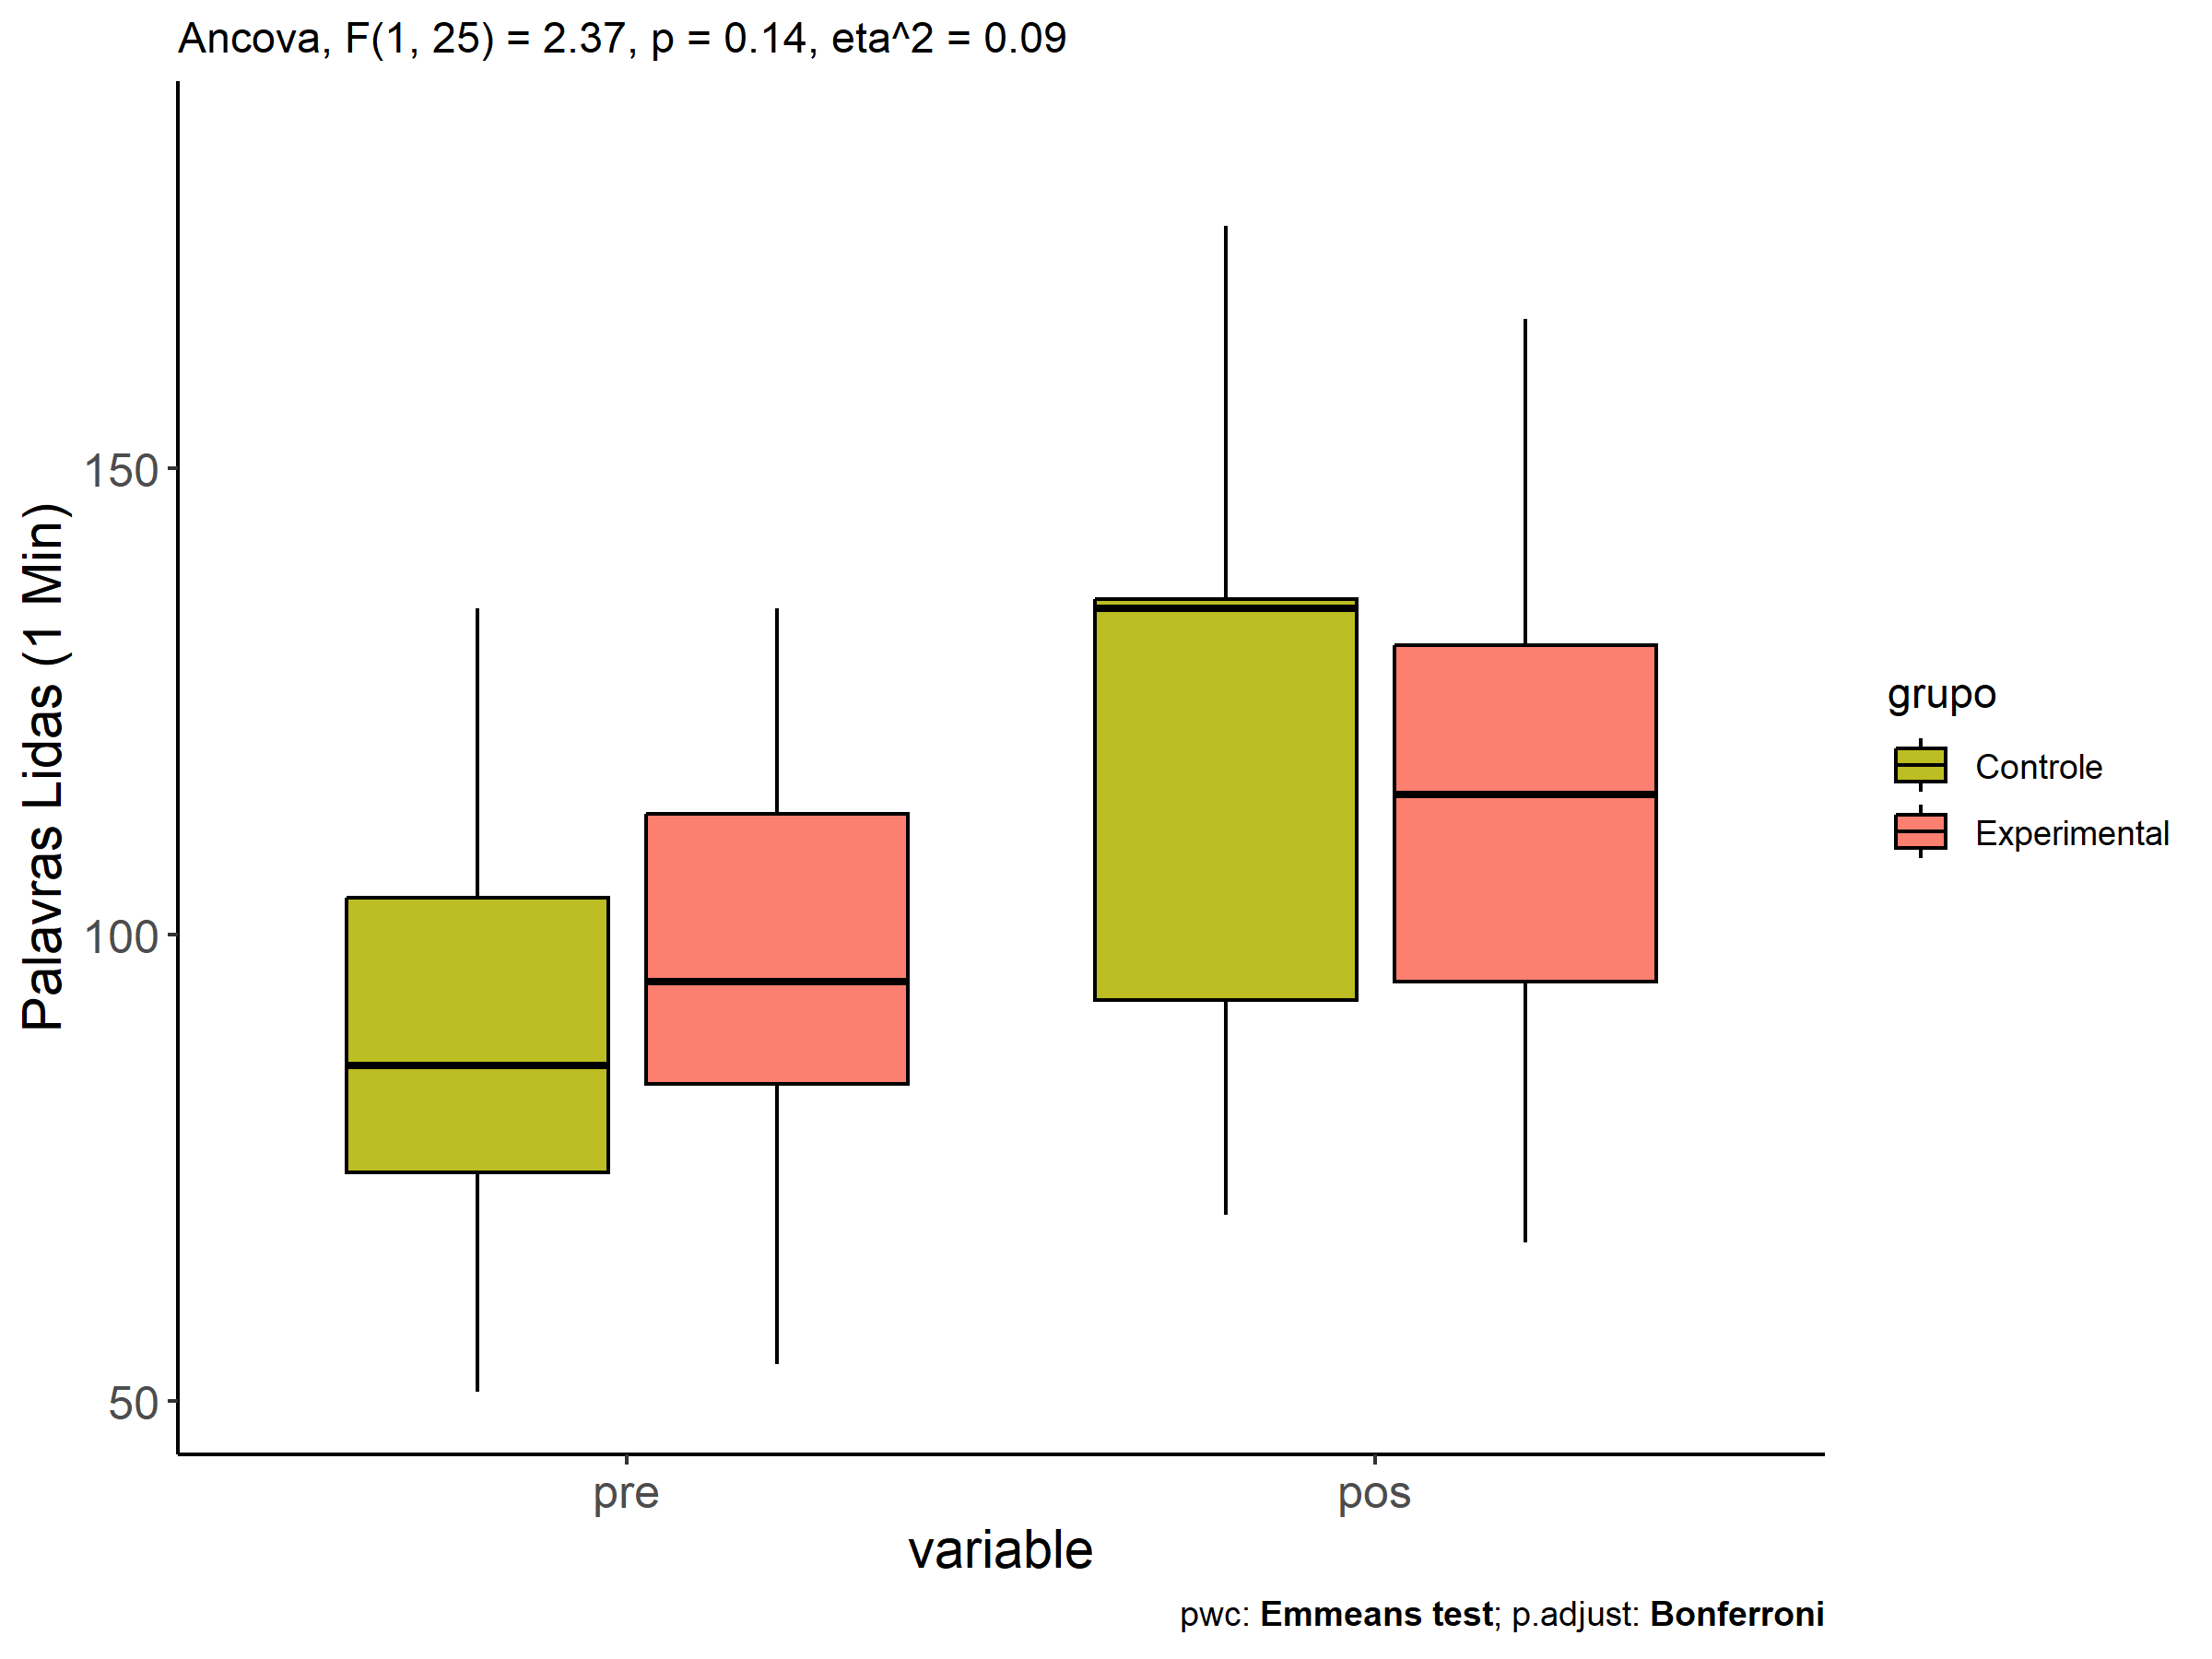 Ancova, F(1, 25) = 2.37, p = 0.14, eta^2 = 0.09
Palavras Lidas (1 Min)
150
100
50
pre
pos
variable
grupo
Controle
Experimental
pwc: Emmeans test; p.adjust: Bonferroni